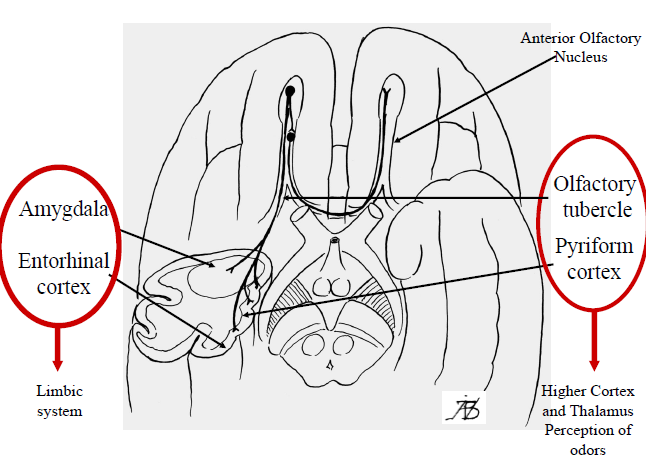 Anterior Olfactory
Nucleus
Amygdala
Entorhinal
cortex
Olfactory
tubercle
Pyriform
cortex
Limbic
system
Higher Cortex
and Thalamus
Perception of
odors